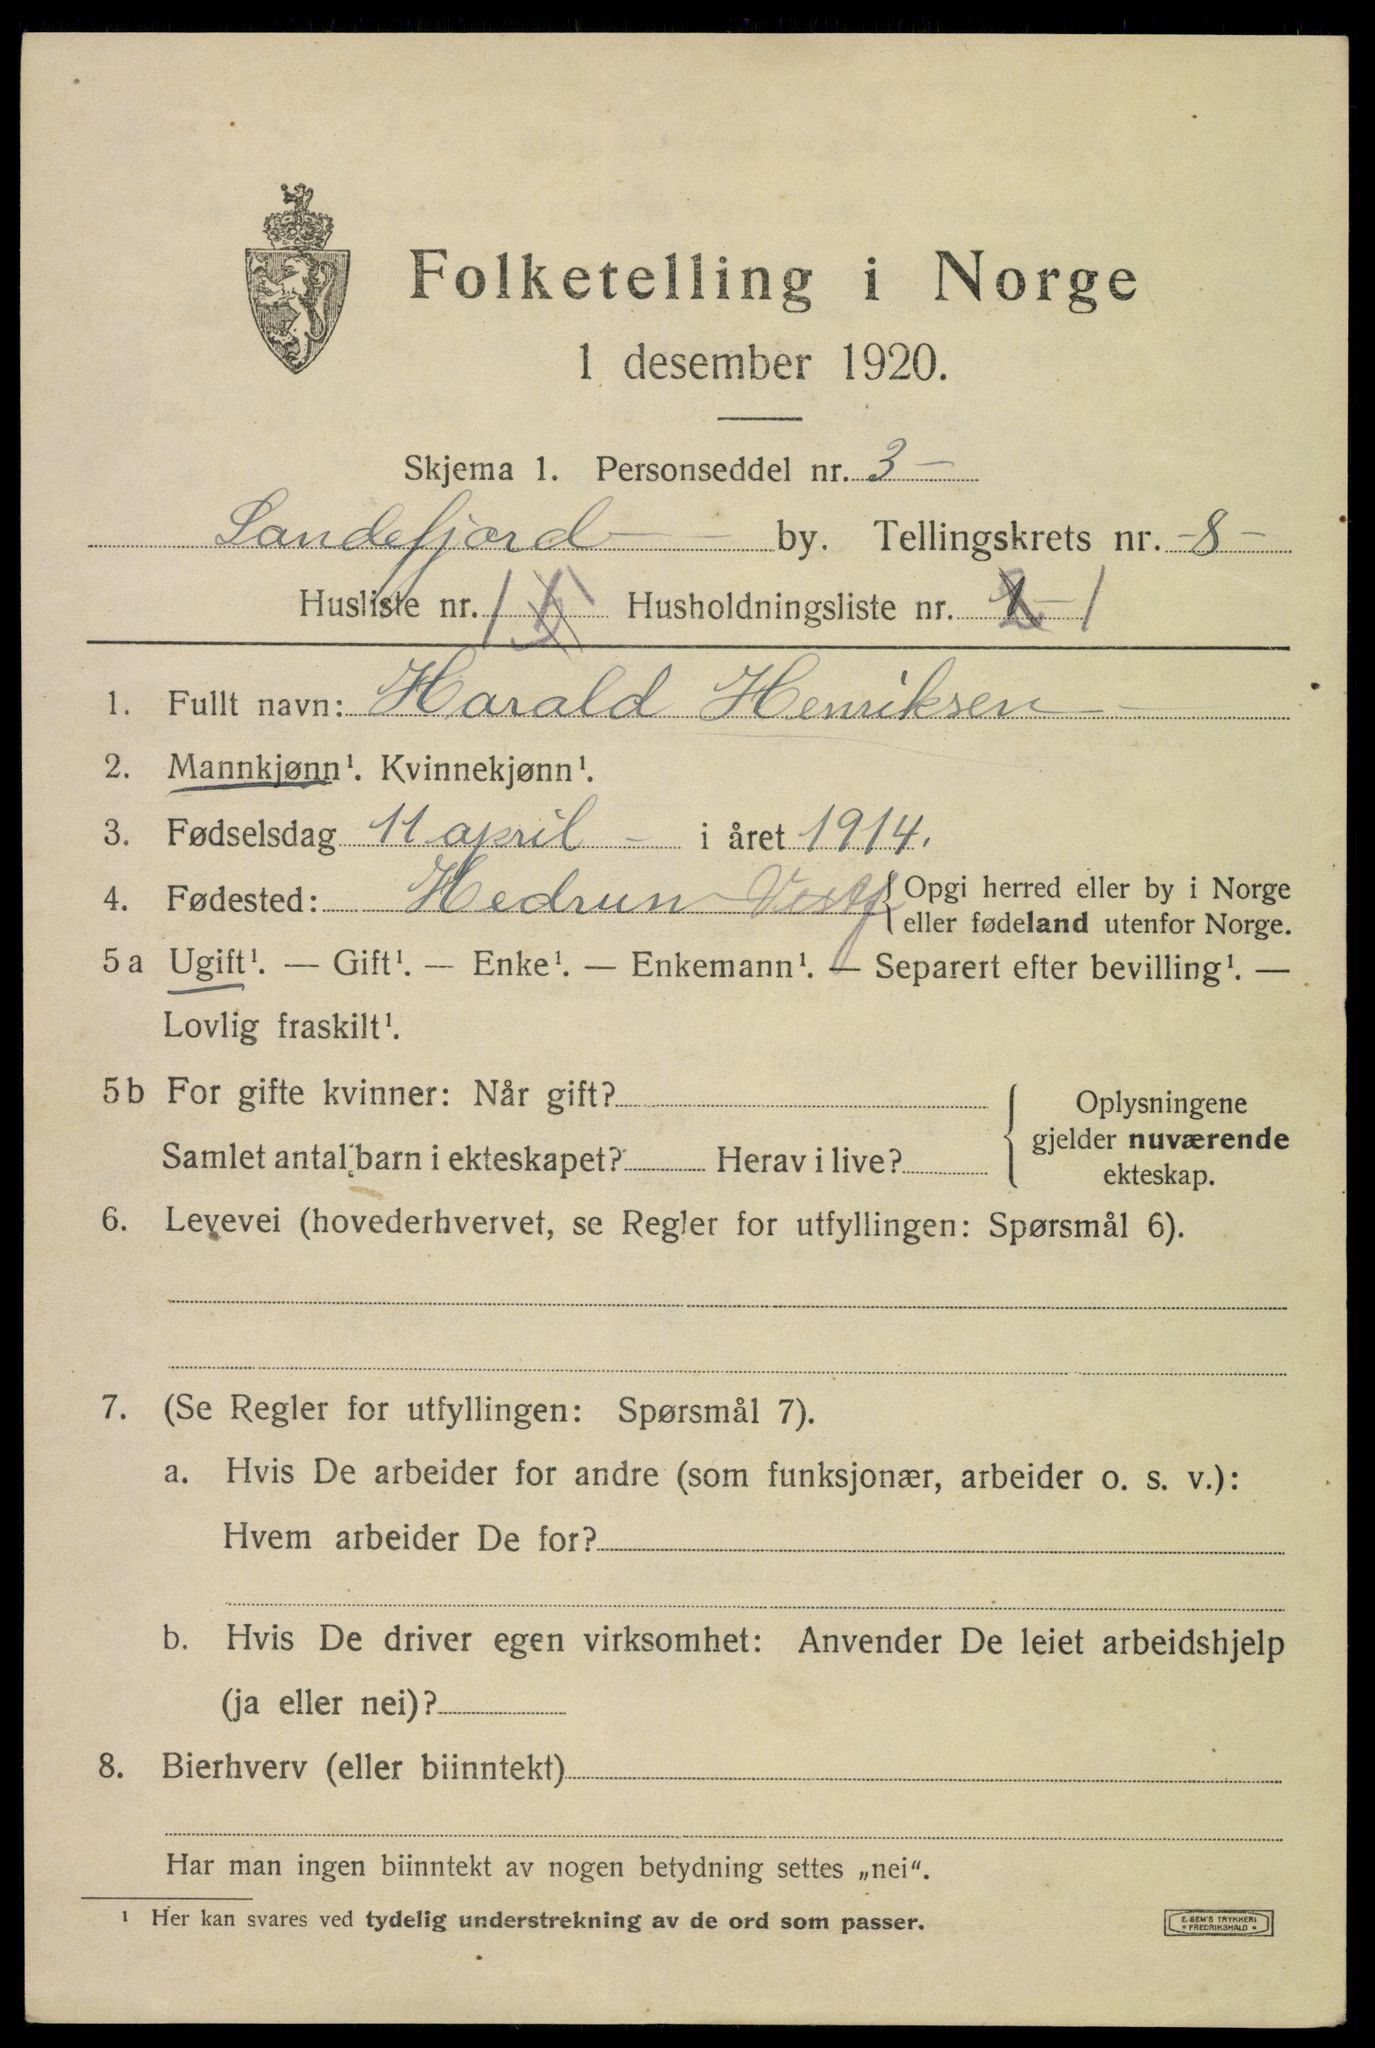 Folketelling i Norge
1 desember 1920.
Skjema 1. Personseddel nr. 3 –
Sandefjord – – by. Tellingskrets nr. – 8 –
Husliste nr. 1 Husholdningsliste nr. 1
1. Fullt navn: Harald Henriksen –
2. Mannkjønn¹. Kvinnekjønn¹.
3. Fødselsdag 11 april – i året 1914.
4. Fødested: Hedrum Vestf { Opgi herred eller by i Norge
eller fødeland utenfor Norge.
5 a Ugift¹. — Gift¹. — Enke¹. — Enkemann¹. — Separert efter bevilling¹. —
Lovlig fraskilt¹.
5 b For gifte kvinner: Når gift?
Samlet antal barn i ekteskapet? Herav i live?
Oplysningene
gjelder nuværende
ekteskap.
6. Levevei (hovederhvervet, se Regler for utfyllingen: Spørsmål 6).
7. (Se Regler for utfyllingen: Spørsmål 7).
a. Hvis De arbeider for andre (som funksjonær, arbeider o. s. v.):
Hvem arbeider De for?
b. Hvis De driver egen virksomhet: Anvender De leiet arbeidshjelp
(ja eller nei)?
8. Bierhverv (eller biinntekt)
Har man ingen biinntekt av nogen betydning settes „nei".
¹ Her kan svares ved tydelig understrekning av de ord som passer.
E. SEM'S TRYKKERI
• FREDRIKSHALD •